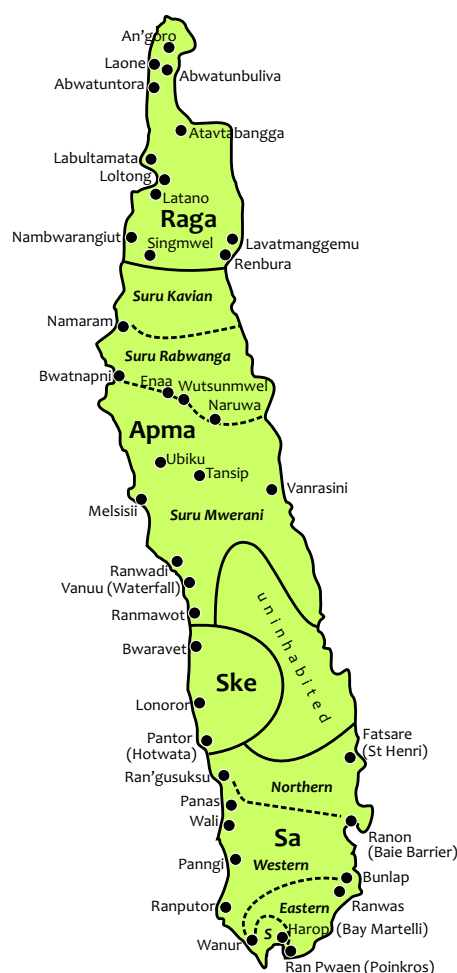 An'goro
Laone
Abwatunbuliva
Abwatuntora
Atavtabangga
Labultamata
Loltong
Latano
Raga
Nambwarangiut
Singmwel
Lavatmanggemu
Renbura
Suru Kavian
Namaram
Suru Rabwanga
Bwatnapni
Enaa
Wutsunmwel
Naruwa
Apma
Ubiku
Tansip
Vanrasini
Melsisii
Suru Mwerani
Ranwadi
Vanuu (Waterfall)
Ranmawot
uninhabited
Bwaravet
Ske
Lonoror
Pantor
(Hotwata)
Fatsare
(St Henri)
Ran'gusuksu
Northern
Panas
Wali
Sa
Ranon
(Baie Barrier)
Panngi
Western
Bunlap
Ranwas
Ranputor
Eastern
S
Harop (Bay Martelli)
Wanur
Ran Pwaen (Poinkros)